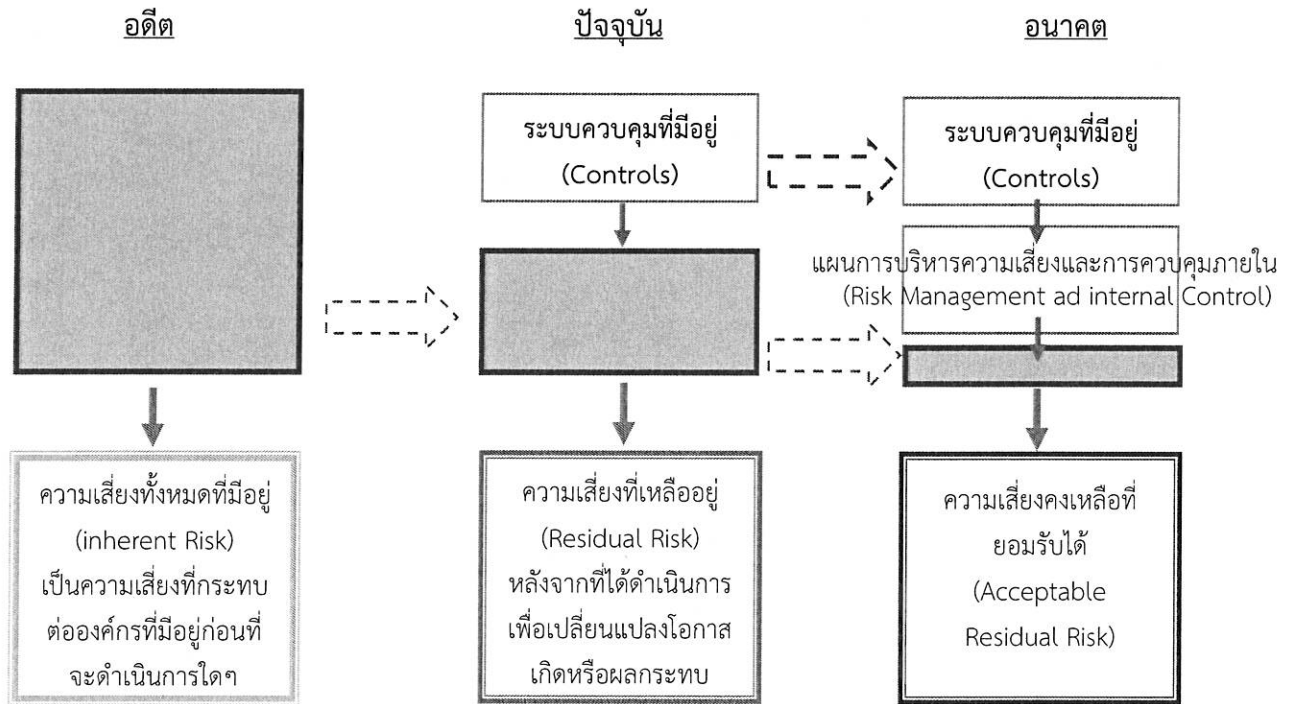 อดีต
ปัจจุบัน
อนาคต
ระบบควบคุมที่มีอยู่
(Controls)
ระบบควบคุมที่มีอยู่
(Controls)
แผนการบริหารความเสี่ยงและการควบคุมภายใน
(Risk Management ad internal Control)
ความเสี่ยงทั้งหมดที่มีอยู่
(inherent Risk)
เป็นความเสี่ยงที่กระทบ
ต่อองค์กรที่มีอยู่ก่อนที่
จะดำเนินการใดๆ
ความเสี่ยงที่เหลืออยู่
(Residual Risk)
หลังจากที่ได้ดำเนินการ
เพื่อเปลี่ยนแปลงโอกาส
เกิดหรือผลกระทบ
ความเสี่ยงคงเหลือที่
ยอมรับได้
(Acceptable
Residual Risk)